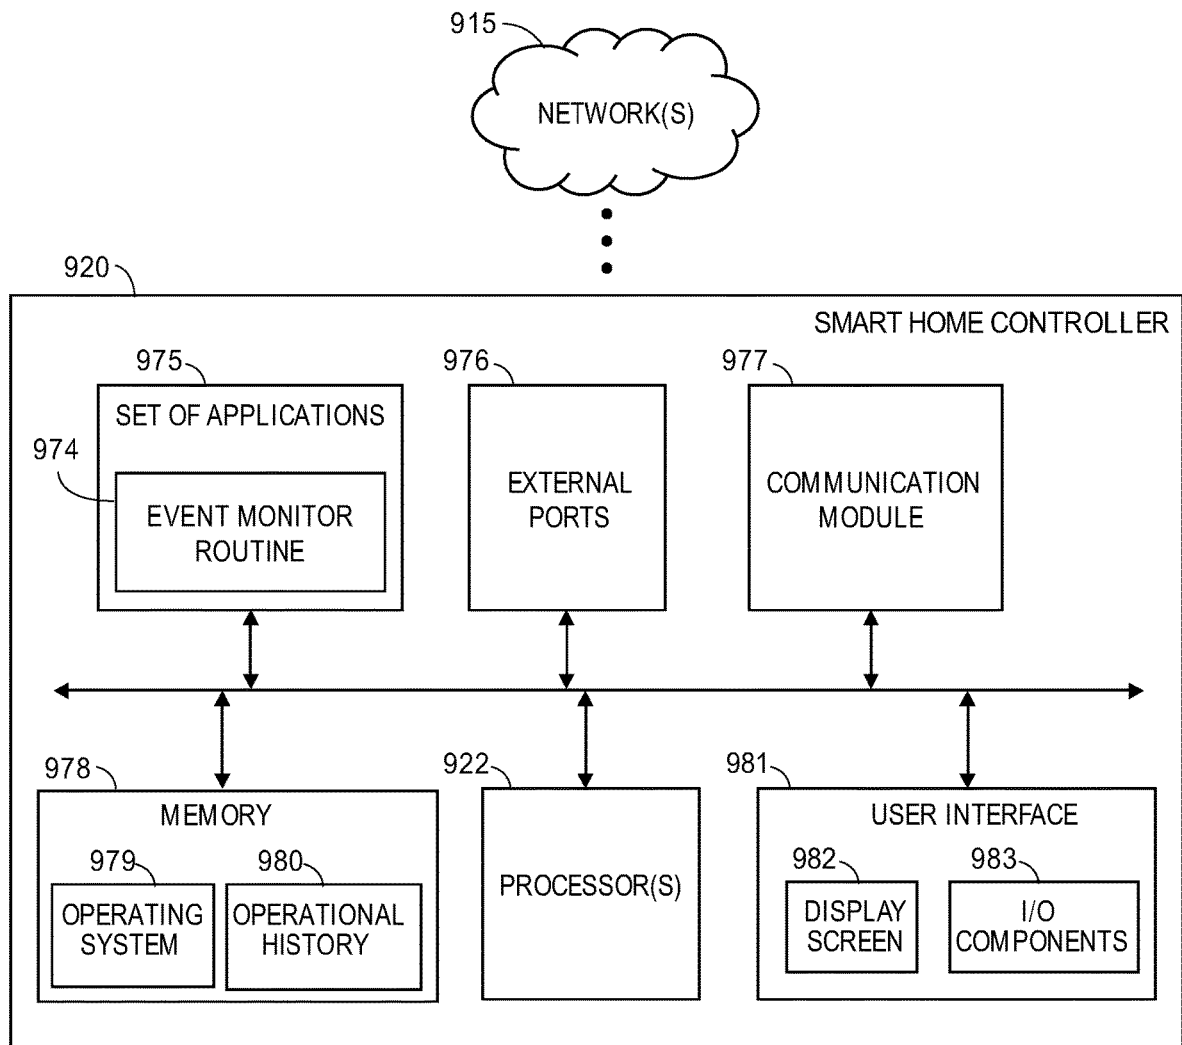 915
NETWORK(S)
920
SMART HOME CONTROLLER
975
976
977
SET OF APPLICATIONS
974
EVENT MONITOR
ROUTINE
EXTERNAL
PORTS
COMMUNICATION
MODULE
978
922
981
MEMORY
USER INTERFACE
979
980
982
983
OPERATING
SYSTEM
OPERATIONAL
HISTORY
PROCESSOR(S)
DISPLAY
SCREEN
I/O
COMPONENTS